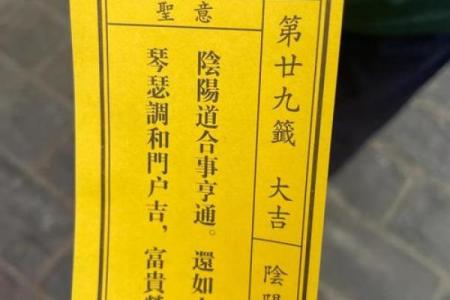 第廿九籤 大吉
陰
聖意
陰陽道合事亨通。還如
琴瑟調和門户吉,富貴